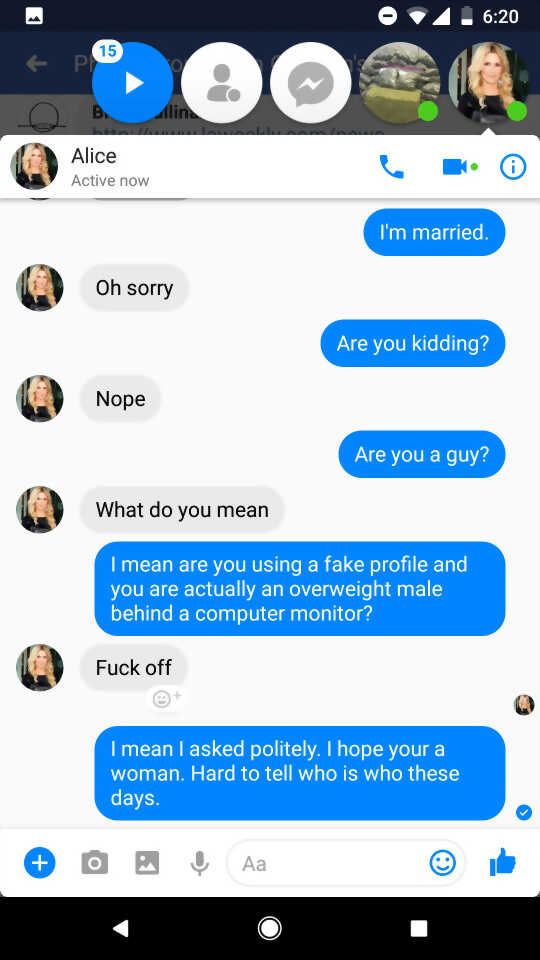 6:20
15
Alice
Active now
I'm married.
Oh sorry
Are you kidding?
Nope
Are you a guy?
What do you mean
I mean are you using a fake profile and
you are actually an overweight male
behind a computer monitor?
Fuck off
I mean I asked politely. I hope your a
woman. Hard to tell who is who these
days.
Aa